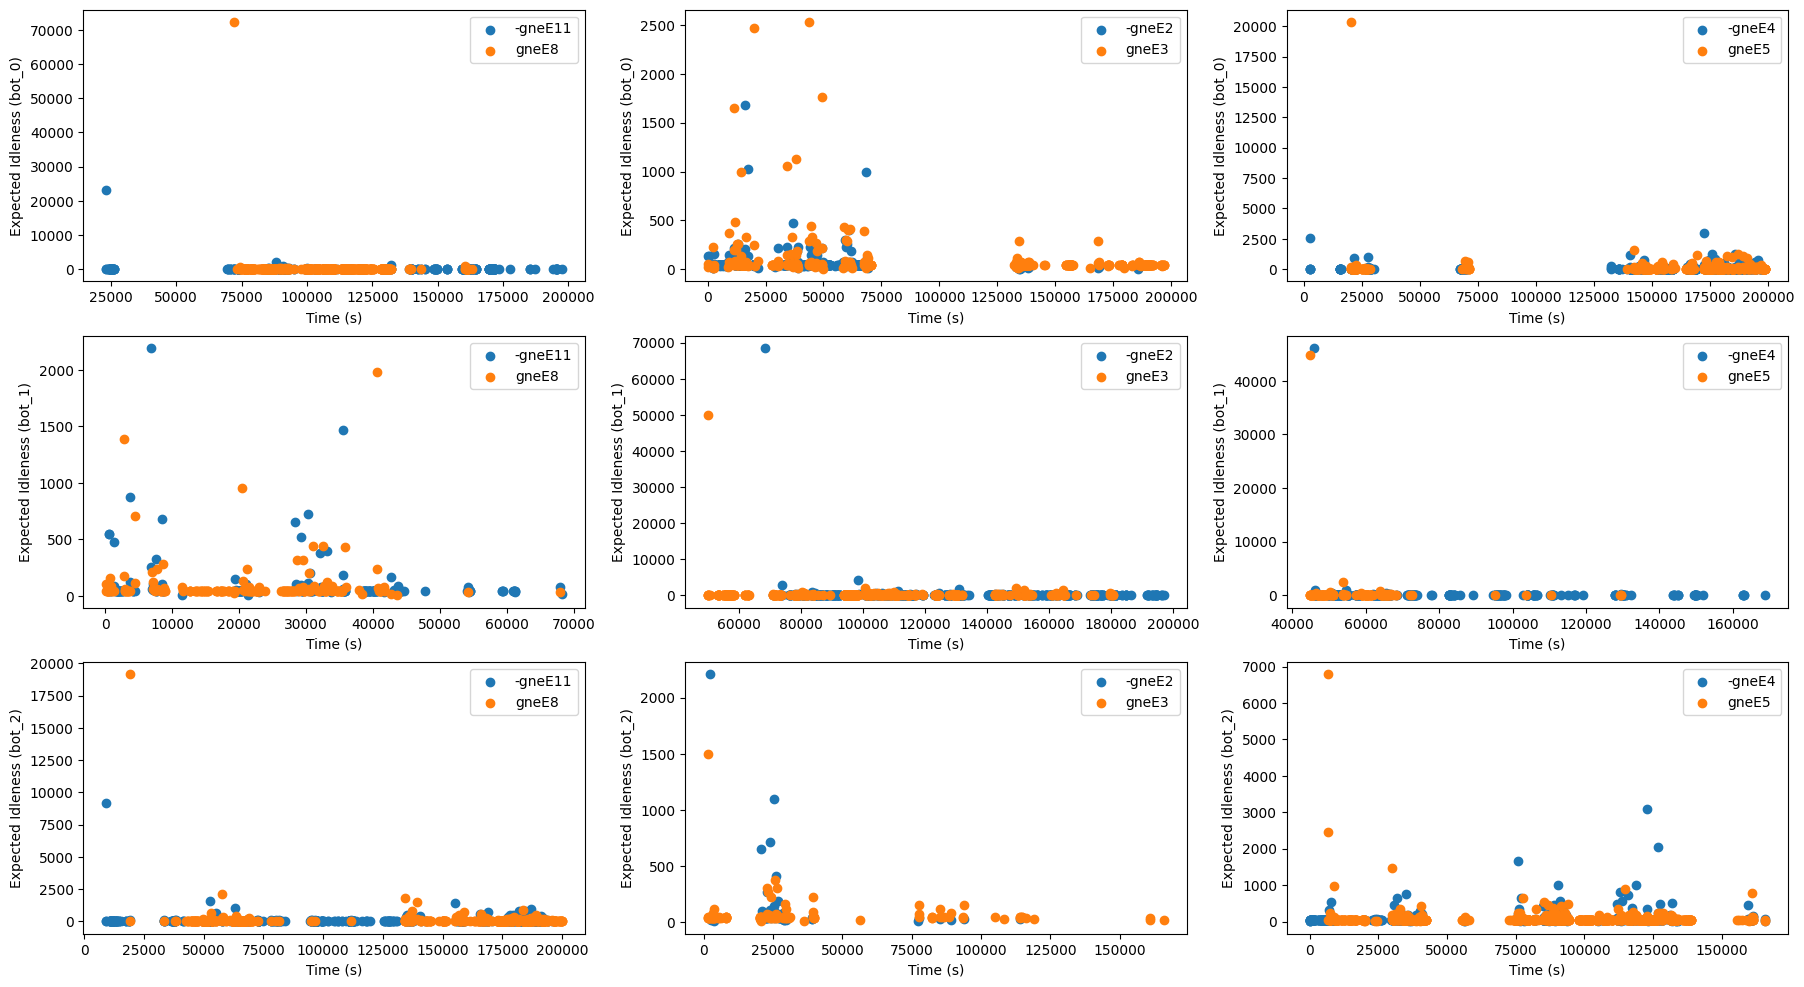 Expected Idleness (bot_0)
70000
60000
50000
40000
30000
20000
10000
0
25000 50000 75000 100000 125000 150000 175000 200000
Time (s)
-gneE11
gneE8
Expected Idleness (bot_0)
2500
2000
1500
1000
500
0
0 25000 50000 75000 100000 125000 150000 175000 200000
Time (s)
-gneE2
gneE3
Expected Idleness (bot_0)
20000
17500
15000
12500
10000
7500
5000
2500
0
0 25000 50000 75000 100000 125000 150000 175000 200000
Time (s)
-gneE4
gneE5
Expected Idleness (bot_1)
2000
1500
1000
500
0
0 10000 20000 30000 40000 50000 60000 70000
Time (s)
-gneE11
gneE8
Expected Idleness (bot_1)
70000
60000
50000
40000
30000
20000
10000
0
60000 80000 100000 120000 140000 160000 180000 200000
Time (s)
-gneE2
gneE3
Expected Idleness (bot_1)
40000
30000
20000
10000
0
40000 60000 80000 100000 120000 140000 160000
Time (s)
-gneE4
gneE5
Expected Idleness (bot_2)
20000
17500
15000
12500
10000
7500
5000
2500
0
0 25000 50000 75000 100000 125000 150000 175000 200000
Time (s)
-gneE11
gneE8
Expected Idleness (bot_2)
2000
1500
1000
500
0
0 25000 50000 75000 100000 125000 150000
Time (s)
-gneE2
gneE3
Expected Idleness (bot_2)
7000
6000
5000
4000
3000
2000
1000
0
0 25000 50000 75000 100000 125000 150000
Time (s)
-gneE4
gneE5